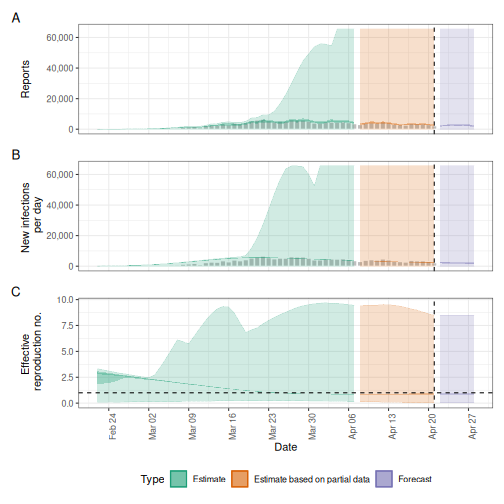 A
Reports
60,000
40,000
20,000
0
B
New infections
per day
60,000
40,000
20,000
0
C
Effective
reproduction no.
10.0
7.5
5.0
2.5
0.0
Feb 24
Mar 02
Mar 09
Mar 16
Mar 23
Mar 30
Apr 06
Apr 13
Apr 20
Apr 27
Date
Type
Estimate
Estimate based on partial data
Forecast